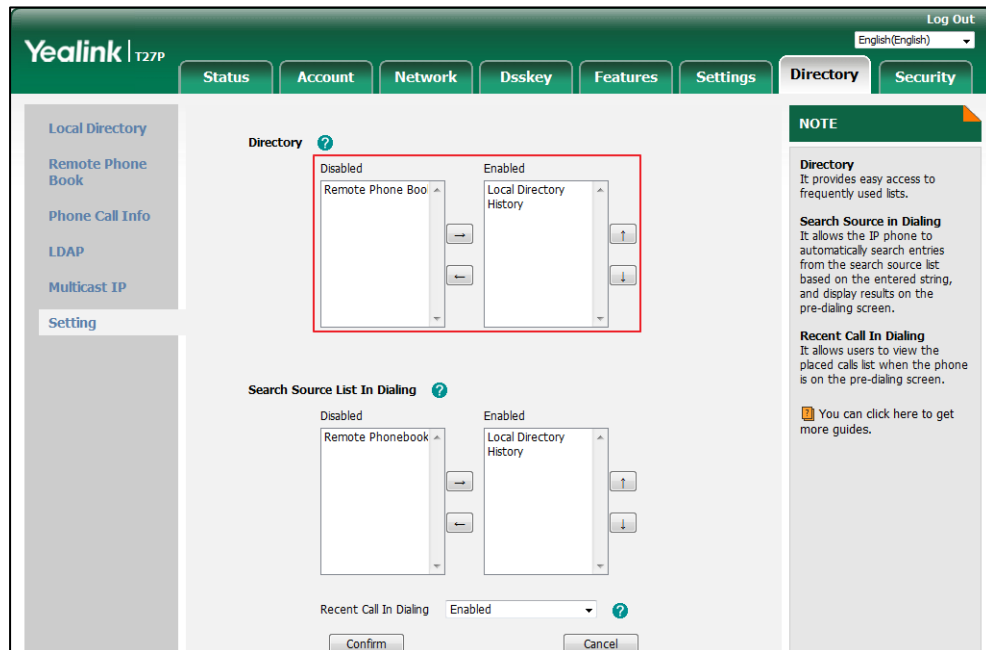 Log Out
Yealink T27P
English(English)
Status Account Network Dsskey Features Settings Directory Security
Local Directory
Remote Phone
Book
Phone Call Info
LDAP
Multicast IP
Setting
Directory ?
Disabled Enabled
Remote Phone Boo Local Directory
History
→ ↑
← ↓
Search Source List In Dialing ?
Disabled Enabled
Remote Phonebook Local Directory
History
→ ↑
← ↓
Recent Call In Dialing Enabled ?
Confirm Cancel
NOTE
Directory
It provides easy access to
frequently used lists.
Search Source in Dialing
It allows the IP phone to
automatically search entries
from the search source list
based on the entered string,
and display results on the
pre-dialing screen.
Recent Call In Dialing
It allows users to view the
placed calls list when the phone
is on the pre-dialing screen.
? You can click here to get
more guides.